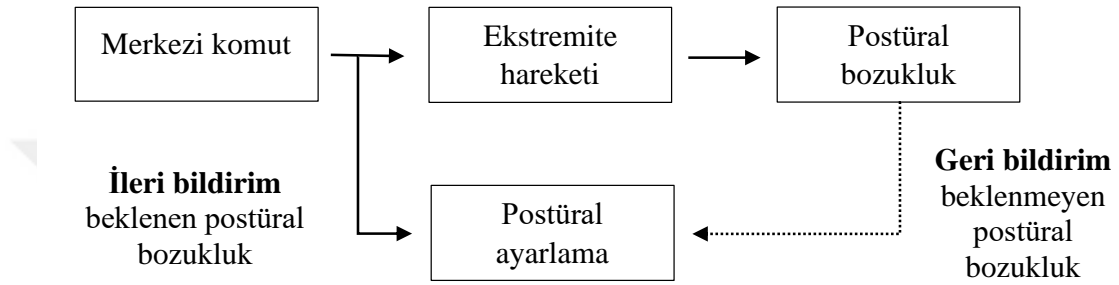 Merkezi komut
Ekstremite
hareketi
Postüral
bozukluk
İleri bildirim
beklenen postüral
bozukluk
Postüral
ayarlama
Geri bildirim
beklenmeyen
postüral
bozukluk